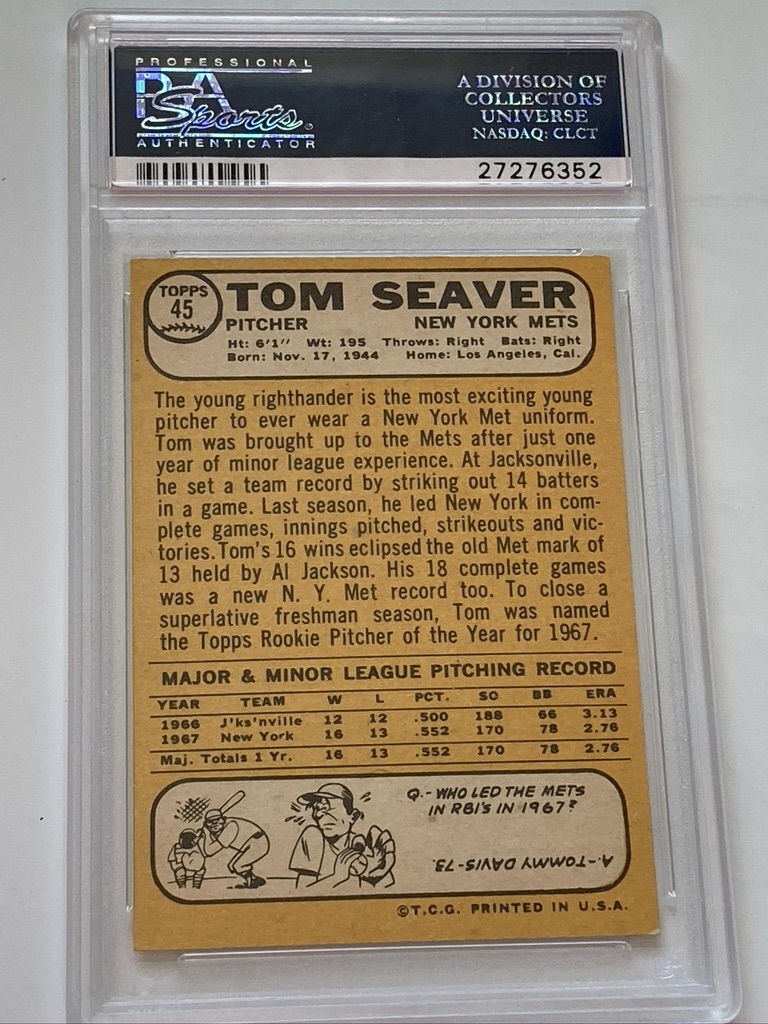 PROFESSIONAL
PSA
Sports
AUTHENTICATOR
A DIVISION OF
COLLECTORS
UNIVERSE
NASDAQ: CLCT
27276352
TOPPS
45
TOM SEAVER
PITCHER NEW YORK METS
Ht: 6'1" Wt: 195 Throws: Right Bats: Right
Born: Nov. 17, 1944 Home: Los Angeles, Cal.
The young righthander is the most exciting young
pitcher to ever wear a New York Met uniform.
Tom was brought up to the Mets after just one
year of minor league experience. At Jacksonville,
he set a team record by striking out 14 batters
in a game. Last season, he led New York in com-
plete games, innings pitched, strikeouts and vic-
tories. Tom's 16 wins eclipsed the old Met mark of
13 held by Al Jackson. His 18 complete games
was a new N. Y. Met record too. To close a
superlative freshman season, Tom was named
the Topps Rookie Pitcher of the Year for 1967.
MAJOR & MINOR LEAGUE PITCHING RECORD
YEAR TEAM W L PCT. SO BB ERA
1966 J'ks'nville 12 12 .500 188 66 3.13
1967 New York 16 13 .552 170 78 2.76
Maj. Totals 1 Yr. 16 13 .552 170 78 2.76
Q.- WHO LED THE METS
IN RBI'S IN 1967?
A-TOMMY DAVIS-73.
©T.C.G. PRINTED IN U.S.A.